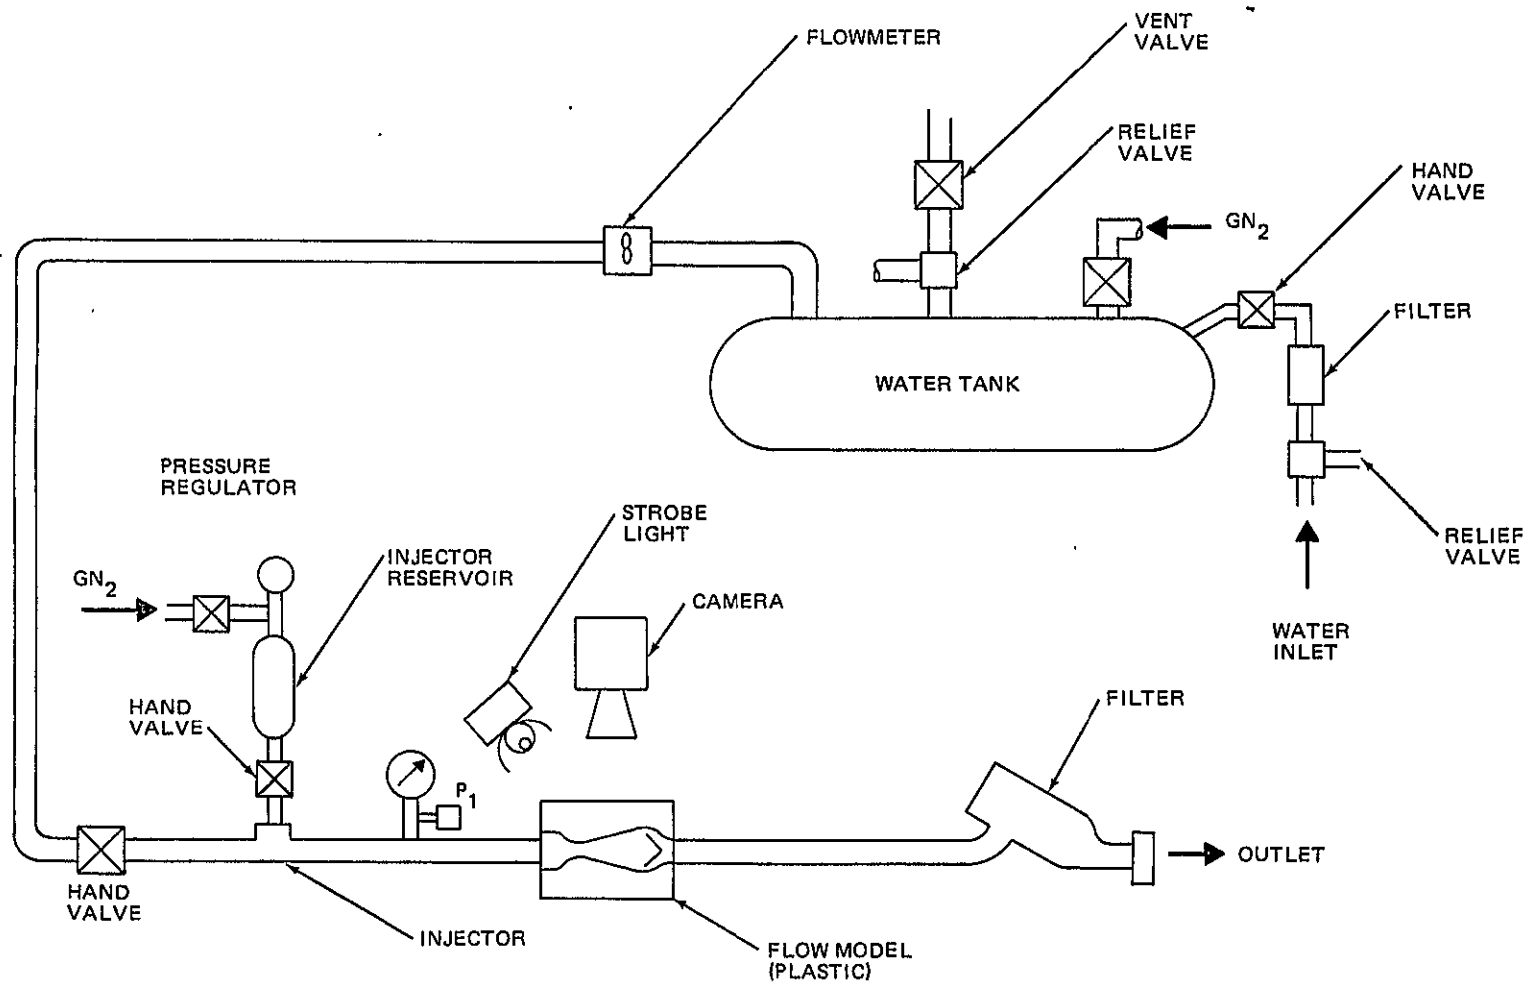 VENT
VALVE
FLOWMETER
RELIEF
VALVE
HAND
VALVE
GN2
FILTER
WATER TANK
PRESSURE
REGULATOR
STROBE
LIGHT
RELIEF
VALVE
INJECTOR
RESERVOIR
GN2
CAMERA
WATER
INLET
HAND
VALVE
FILTER
P1
OUTLET
HAND
VALVE
INJECTOR
FLOW MODEL
(PLASTIC)
8